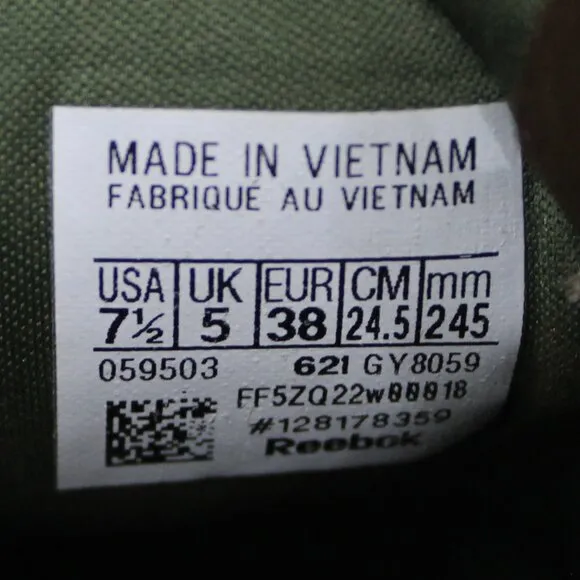 MADE IN VIETNAM
FABRIQUÉ AU VIETNAM
USA UK EUR CM mm
7½ 5 38 24.5 245
059503 621 GY8059
FF5ZQ22W00018
#128178359
Reebok